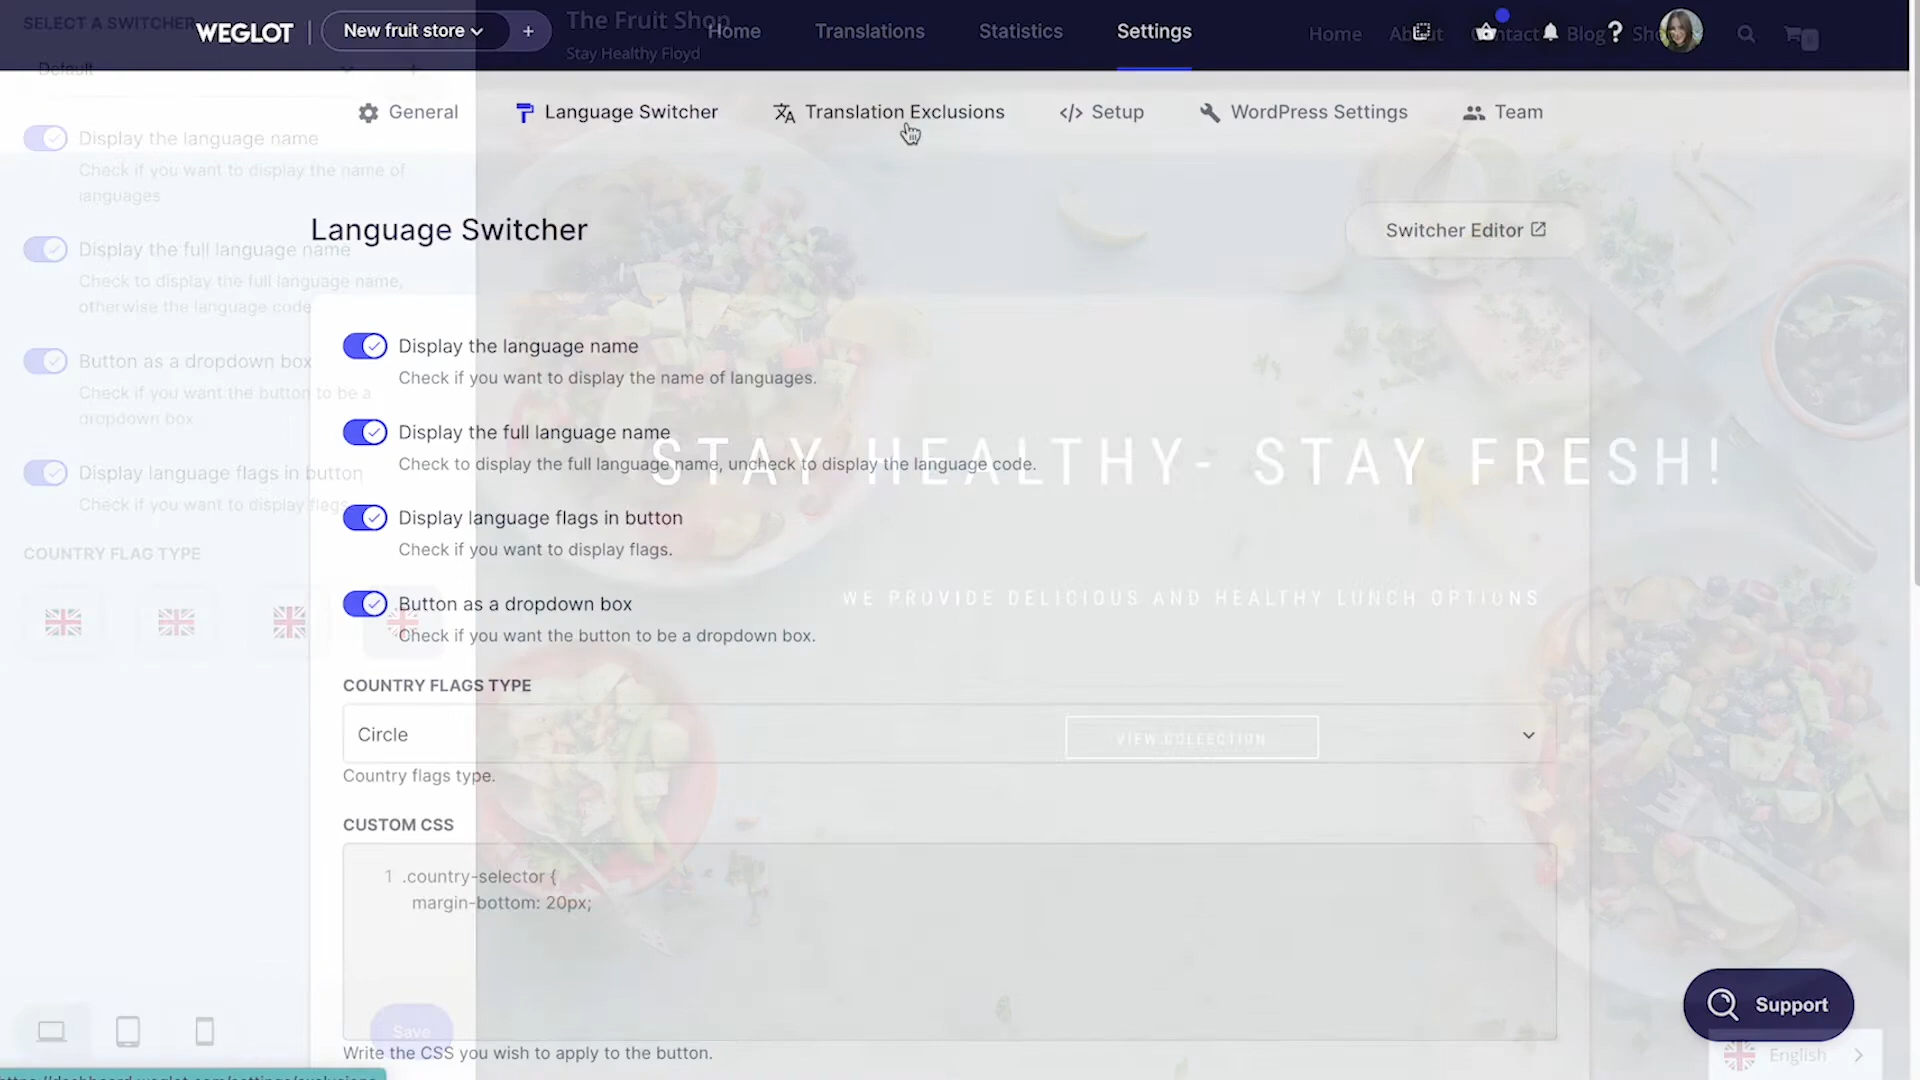 SELECT A SWITCHER
WEGLOT
New fruit store
+
The Fruit Shop
Stay Healthy Floyd
Home
Translations
Statistics
Settings
Home
About
Contact
Blog
?
Default
General
Language Switcher
Translation Exclusions
</> Setup
WordPress Settings
Team
Display the language name
Check if you want to display the name of
languages
Display the full language name
Check to display the full language name,
otherwise the language code
Button as a dropdown box
Check if you want the button to be a
dropdown box
Display language flags in button
Check if you want to display flags
COUNTRY FLAG TYPE
Save
Language Switcher
Switcher Editor
Display the language name
Check if you want to display the name of languages.
Display the full language name
Check to display the full language name, uncheck to display the language code.
Display language flags in button
Check if you want to display flags.
Button as a dropdown box
Check if you want the button to be a dropdown box.
COUNTRY FLAGS TYPE
Circle
Country flags type.
CUSTOM CSS
1 .country-selector {
margin-bottom: 20px;
Write the CSS you wish to apply to the button.
STAY HEALTHY- STAY FRESH!
WE PROVIDE DELICIOUS AND HEALTHY LUNCH OPTIONS
VIEW COLLECTION
Support
English
https://dashboard.weglot.com/settings/exclusions